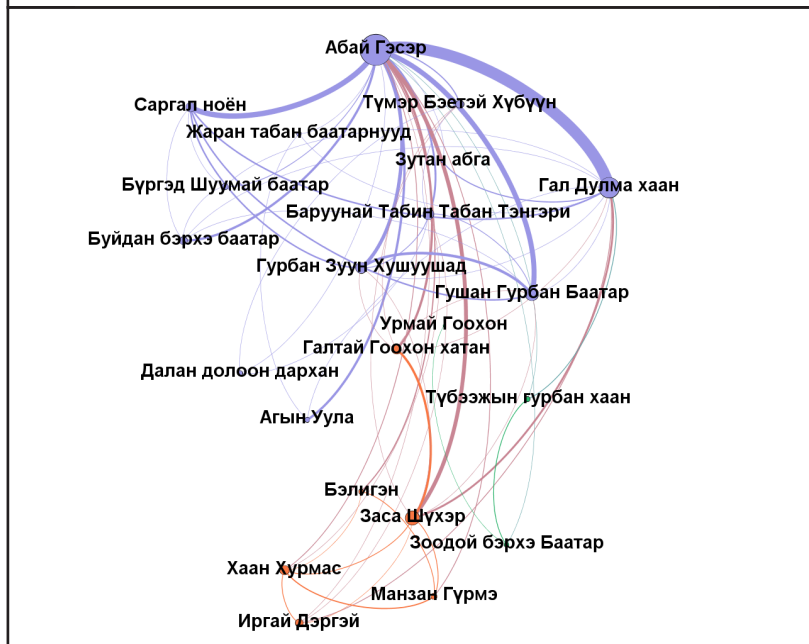 Абай Гэсэр
Түмэр Бэетэй Хүбүүн
Саргал ноён
Жаран табан баатарнууд
Зутан абга
Бүргэд Шуумай баатар
Гал Дулма хаан
Баруунай Табин Табан Тэнгэри
Буйдан бэрхэ баатар
Гурбан Зуун Хушуушад
Гушан Гурбан Баатар
Урмай Гоохон
Галтай Гоохон хатан
Далан долоон дархан
Түбээжын гурбан хаан
Агын Уула
Бэлигэн
Заса Шүхэр
Зоодой бэрхэ Баатар
Хаан Хурмас
Манзан Гүрмэ
Иргай Дэргэй